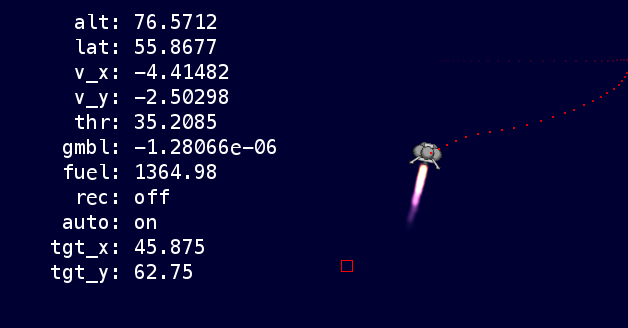 alt: 76.5712
lat: 55.8677
v_x: -4.41482
v_y: -2.50298
thr: 35.2085
gmbl: -1.28066e-06
fuel: 1364.98
rec: off
auto: on
tgt_x: 45.875
tgt_y: 62.75